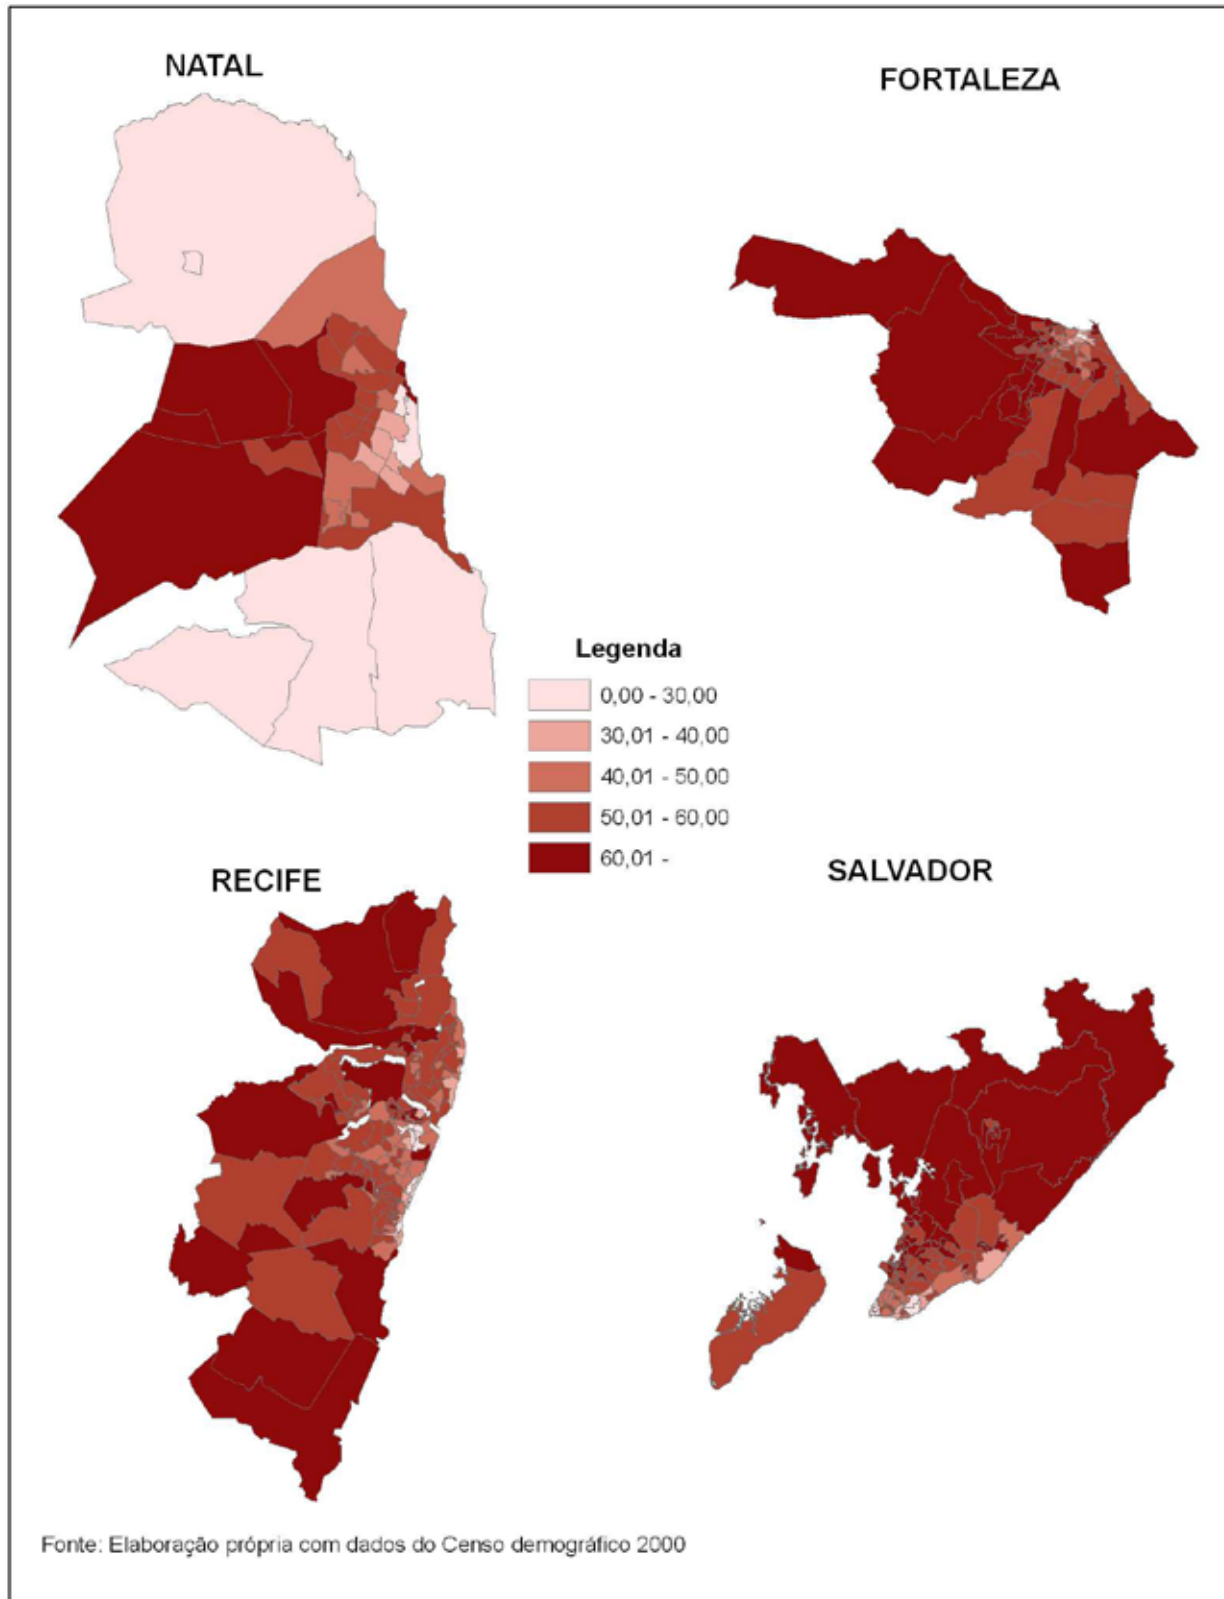 NATAL
FORTALEZA
Legenda
0,00 - 30,00
30,01 - 40,00
40,01 - 50,00
50,01 - 60,00
60,01 -
RECIFE
SALVADOR
Fonte: Elaboração própria com dados do Censo demográfico 2000